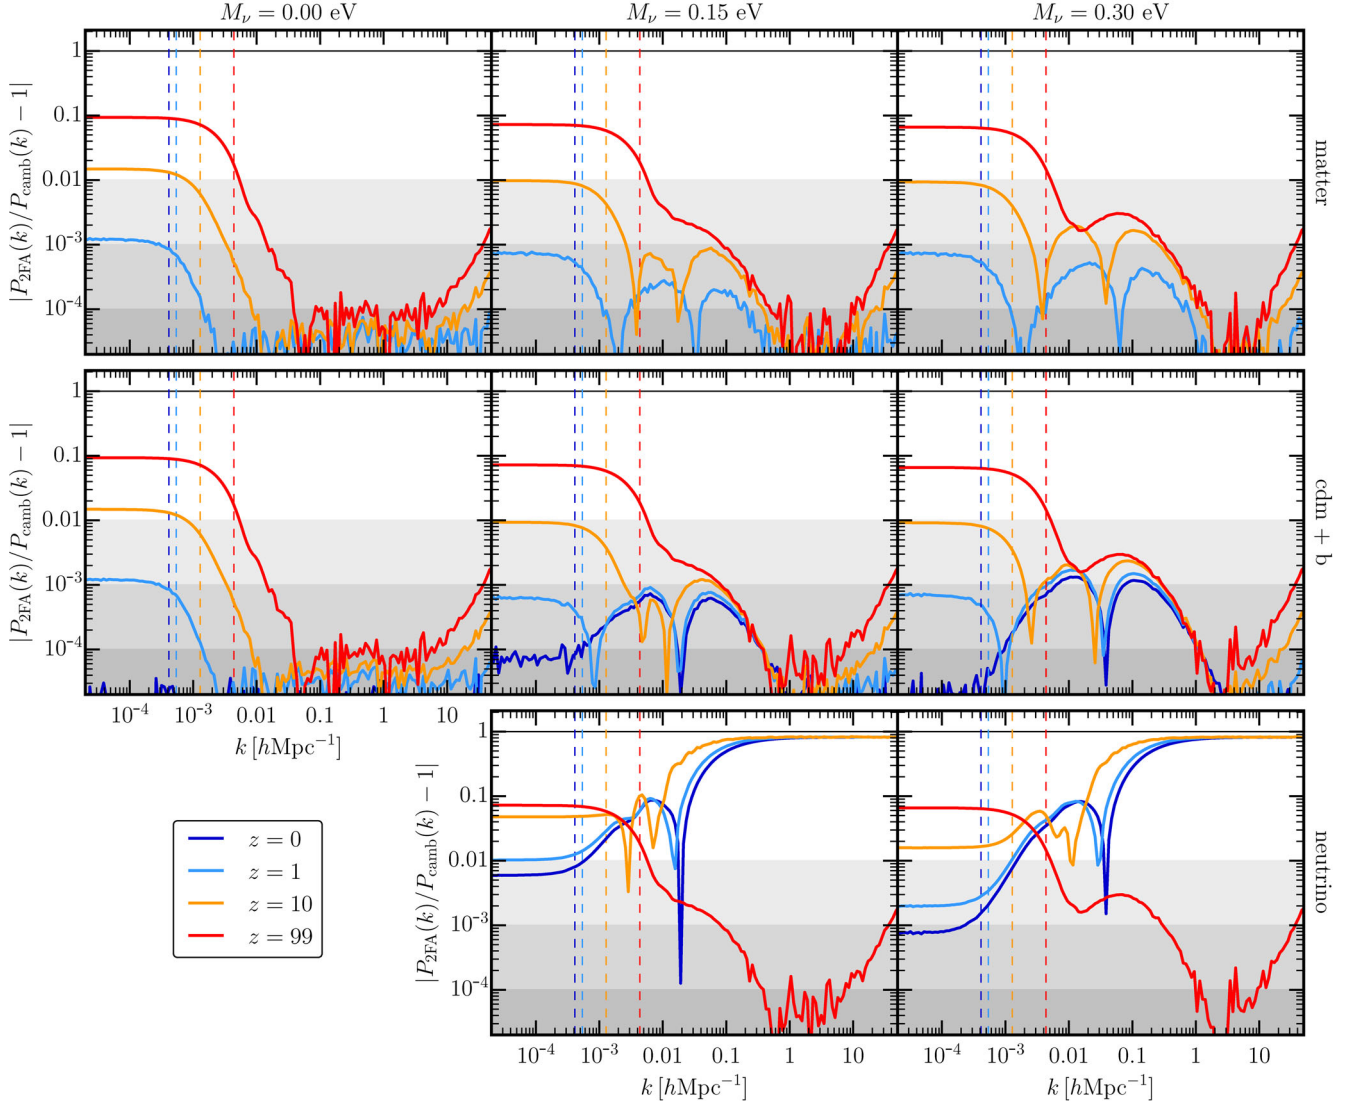 M_ν = 0.00 eV M_ν = 0.15 eV M_ν = 0.30 eV
1
0.1
0.01
10⁻³
10⁻⁴
|P_2FA(k)/P_camb(k) − 1|
matter
1
0.1
0.01
10⁻³
10⁻⁴
|P_2FA(k)/P_camb(k) − 1|
cdm + b
10⁻⁴ 10⁻³ 0.01 0.1 1 10
k [hMpc⁻¹]
1
0.1
0.01
10⁻³
10⁻⁴
|P_2FA(k)/P_camb(k) − 1|
neutrino
z = 0
z = 1
z = 10
z = 99
10⁻⁴ 10⁻³ 0.01 0.1 1 10 10⁻⁴ 10⁻³ 0.01 0.1 1 10
k [hMpc⁻¹] k [hMpc⁻¹]